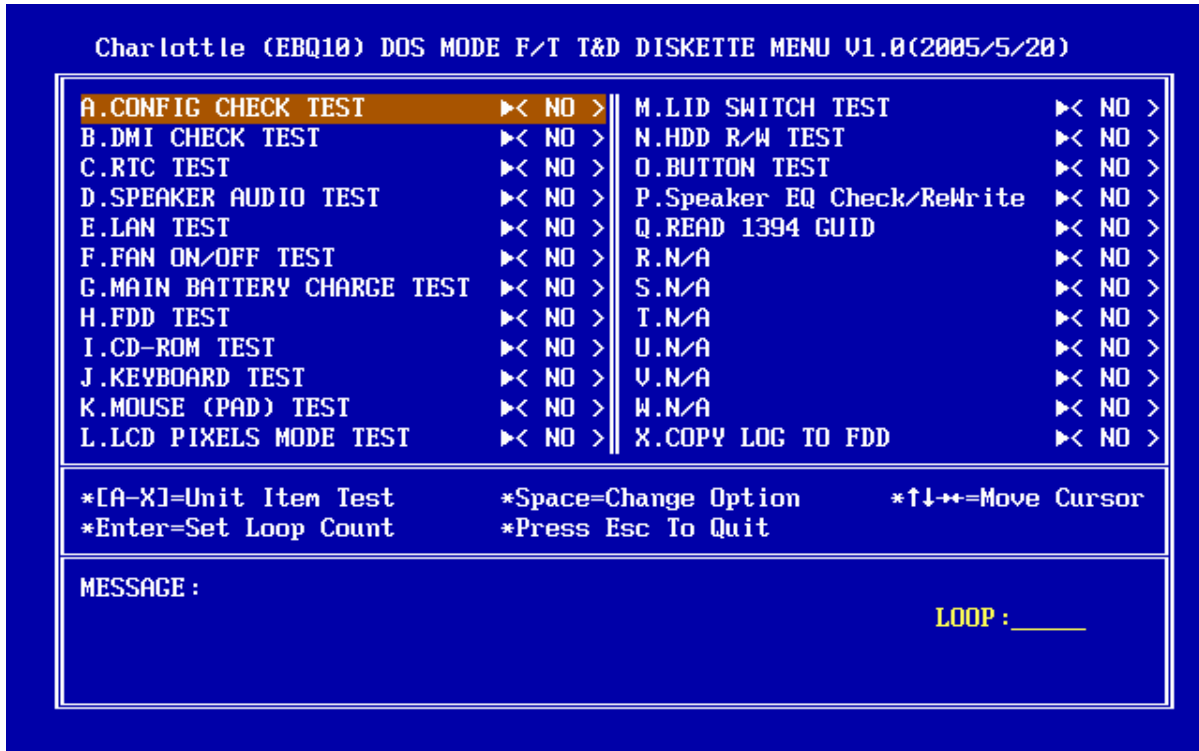 Charlottle (EBQ10) DOS MODE F/T T&D DISKETTE MENU V1.0(2005/5/20)
A.CONFIG CHECK TEST ►< NO >
B.DMI CHECK TEST ►< NO >
C.RTC TEST ►< NO >
D.SPEAKER AUDIO TEST ►< NO >
E.LAN TEST ►< NO >
F.FAN ON/OFF TEST ►< NO >
G.MAIN BATTERY CHARGE TEST ►< NO >
H.FDD TEST ►< NO >
I.CD-ROM TEST ►< NO >
J.KEYBOARD TEST ►< NO >
K.MOUSE (PAD) TEST ►< NO >
L.LCD PIXELS MODE TEST ►< NO >
M.LID SWITCH TEST ►< NO >
N.HDD R/W TEST ►< NO >
O.BUTTON TEST ►< NO >
P.Speaker EQ Check/ReWrite ►< NO >
Q.READ 1394 GUID ►< NO >
R.N/A ►< NO >
S.N/A ►< NO >
T.N/A ►< NO >
U.N/A ►< NO >
V.N/A ►< NO >
W.N/A ►< NO >
X.COPY LOG TO FDD ►< NO >
*[A-X]=Unit Item Test *Space=Change Option *↑↓→←=Move Cursor
*Enter=Set Loop Count *Press Esc To Quit
MESSAGE:
LOOP:_____